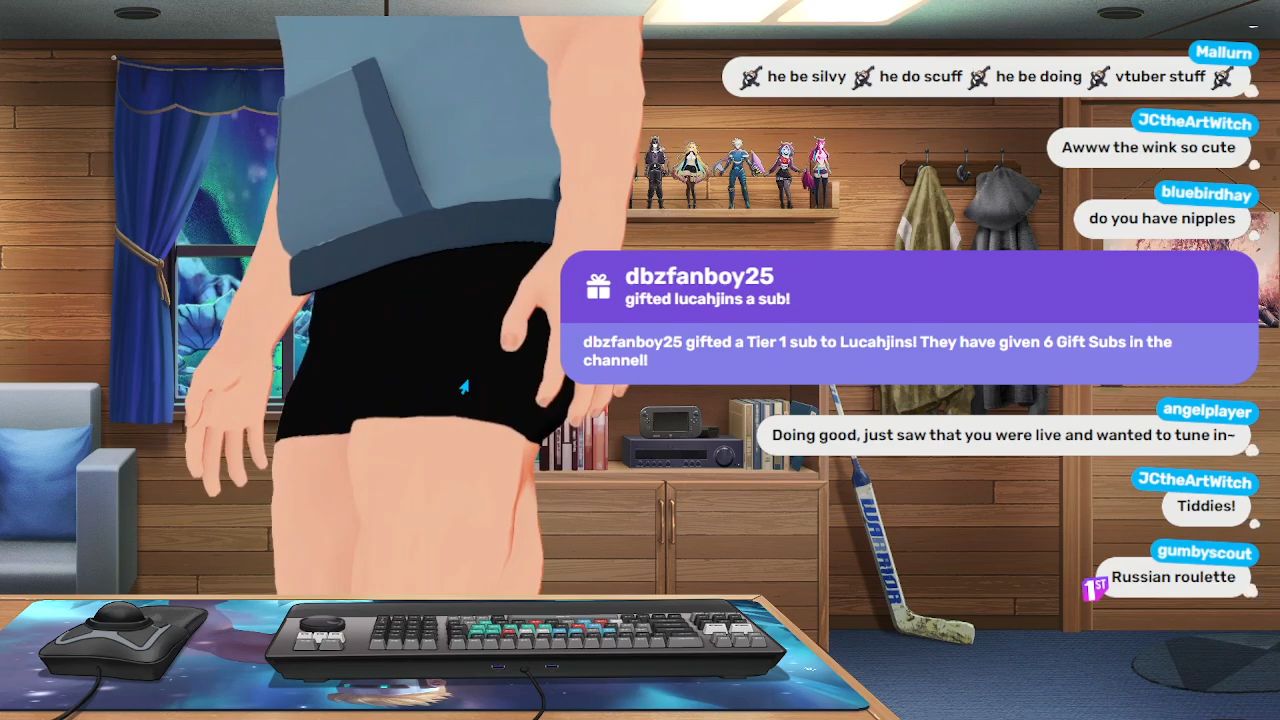 Mallurn
he be silvy he do scuff he be doing vtuber stuff
JCtheArtWitch
Awww the wink so cute
bluebirdhay
do you have nipples
dbzfanboy25
gifted lucahjins a sub!
dbzfanboy25 gifted a Tier 1 sub to Lucahjins! They have given 6 Gift Subs in the
channel!
angelplayer
Doing good, just saw that you were live and wanted to tune in~
JCtheArtWitch
Tiddies!
gumbyscout
1ST
Russian roulette
WARRIOR